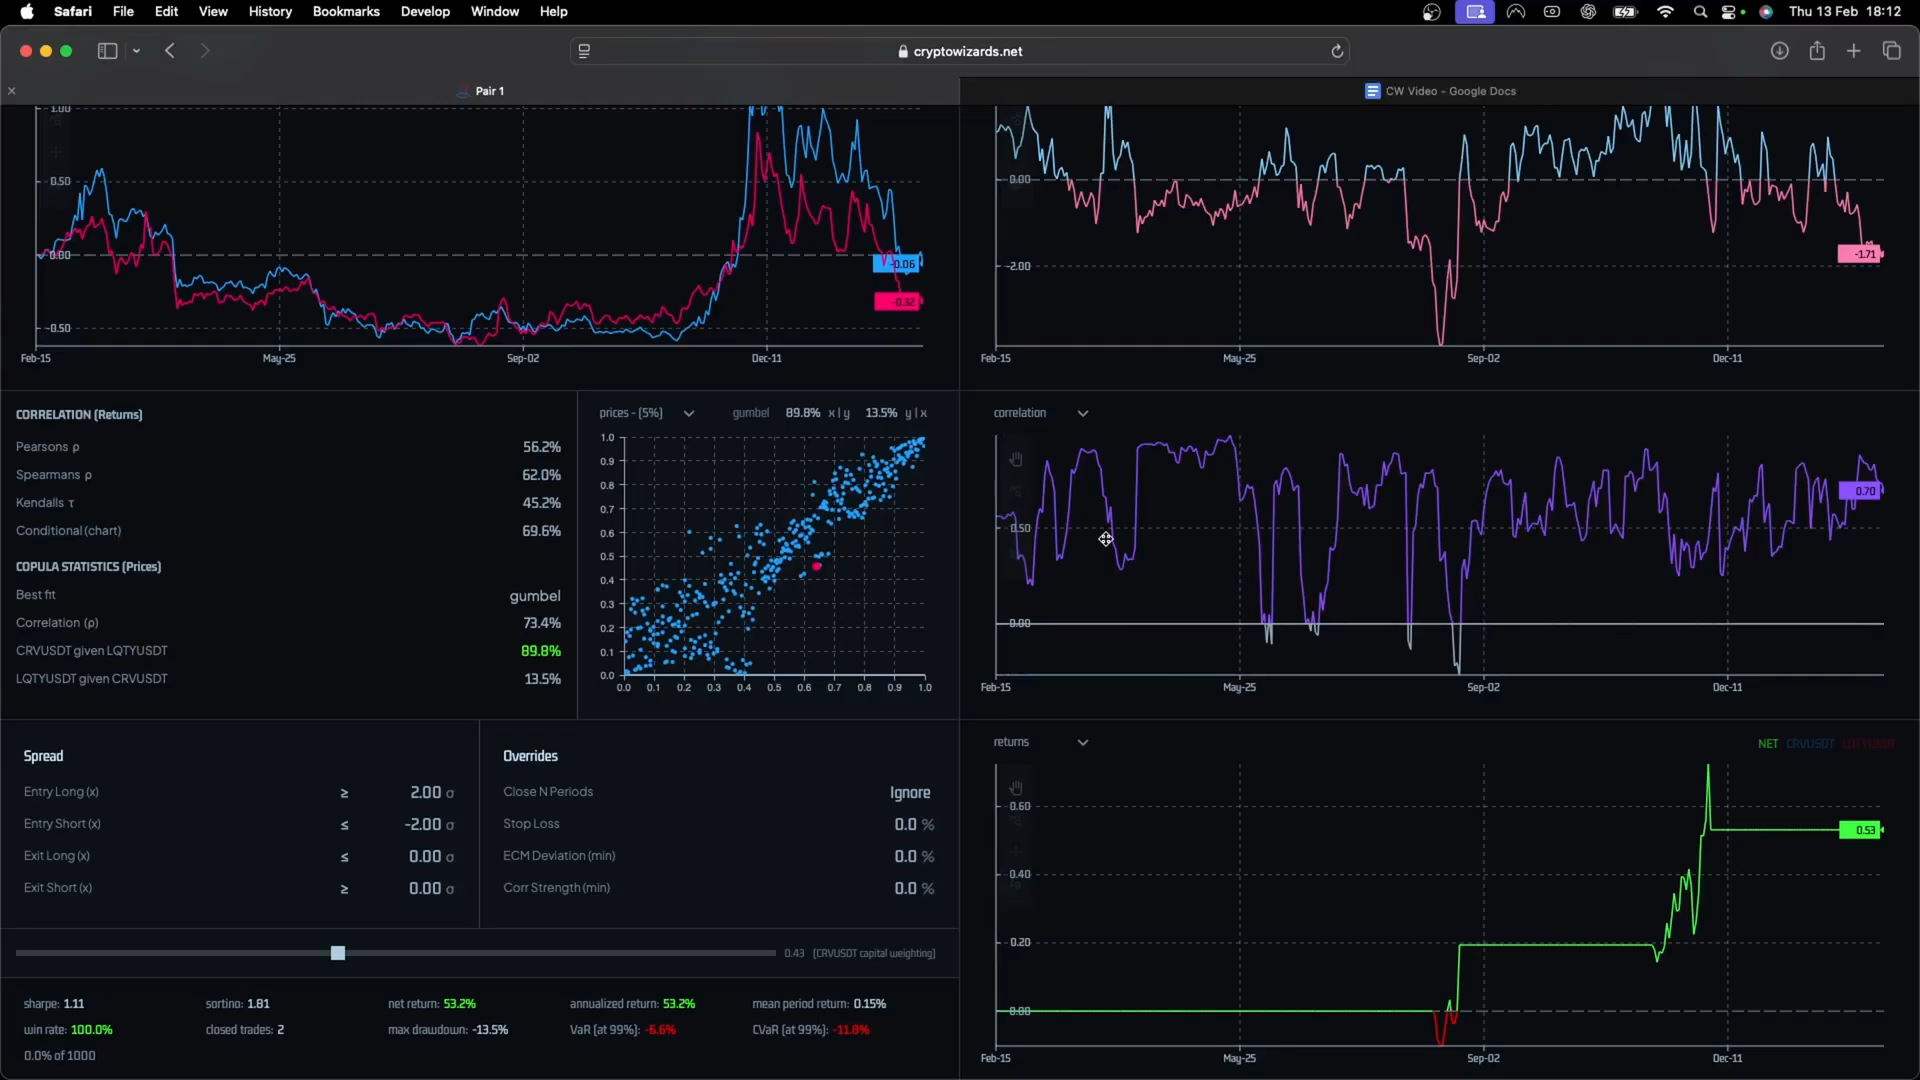 Safari File Edit View History Bookmarks Develop Window Help Thu 13 Feb 18:12
cryptowizards.net
Pair 1
CW Video - Google Docs
1.00
0.50
0.00
-0.50
-0.06
-0.32
Feb-15 May-25 Sep-02 Dec-11
0.00
-2.00
-1.71
Feb-15 May-25 Sep-02 Dec-11
CORRELATION (Returns)
Pearsons ρ 56.2%
Spearmans ρ 62.0%
Kendalls τ 45.2%
Conditional (chart) 69.6%
COPULA STATISTICS (Prices)
Best fit gumbel
Correlation (ρ) 73.4%
CRVUSDT given LQTYUSDT 89.8%
LQTYUSDT given CRVUSDT 13.5%
prices - (5%) gumbel 89.8% x | y 13.5% y | x
1.0
0.9
0.8
0.7
0.6
0.5
0.4
0.3
0.2
0.1
0.0
0.0 0.1 0.2 0.3 0.4 0.5 0.6 0.7 0.8 0.9 1.0
correlation
0.50
0.00
0.70
Feb-15 May-25 Sep-02 Dec-11
Spread
Entry Long (x) ≥ 2.00 σ
Entry Short (x) ≤ -2.00 σ
Exit Long (x) ≤ 0.00 σ
Exit Short (x) ≥ 0.00 σ
Overrides
Close N Periods Ignore
Stop Loss 0.0 %
ECM Deviation (min) 0.0 %
Corr Strength (min) 0.0 %
0.43 (CRVUSDT capital weighting)
sharpe: 1.11 sortino: 1.81 net return: 53.2% annualized return: 53.2% mean period return: 0.15%
win rate: 100.0% closed trades: 2 max drawdown: -13.5% VaR (at 99%): -6.6% CVaR (at 99%): -11.8%
0.0% of 1000
returns
NET CRVUSDT LQTYUSDT
0.60
0.40
0.20
0.00
0.53
Feb-15 May-25 Sep-02 Dec-11